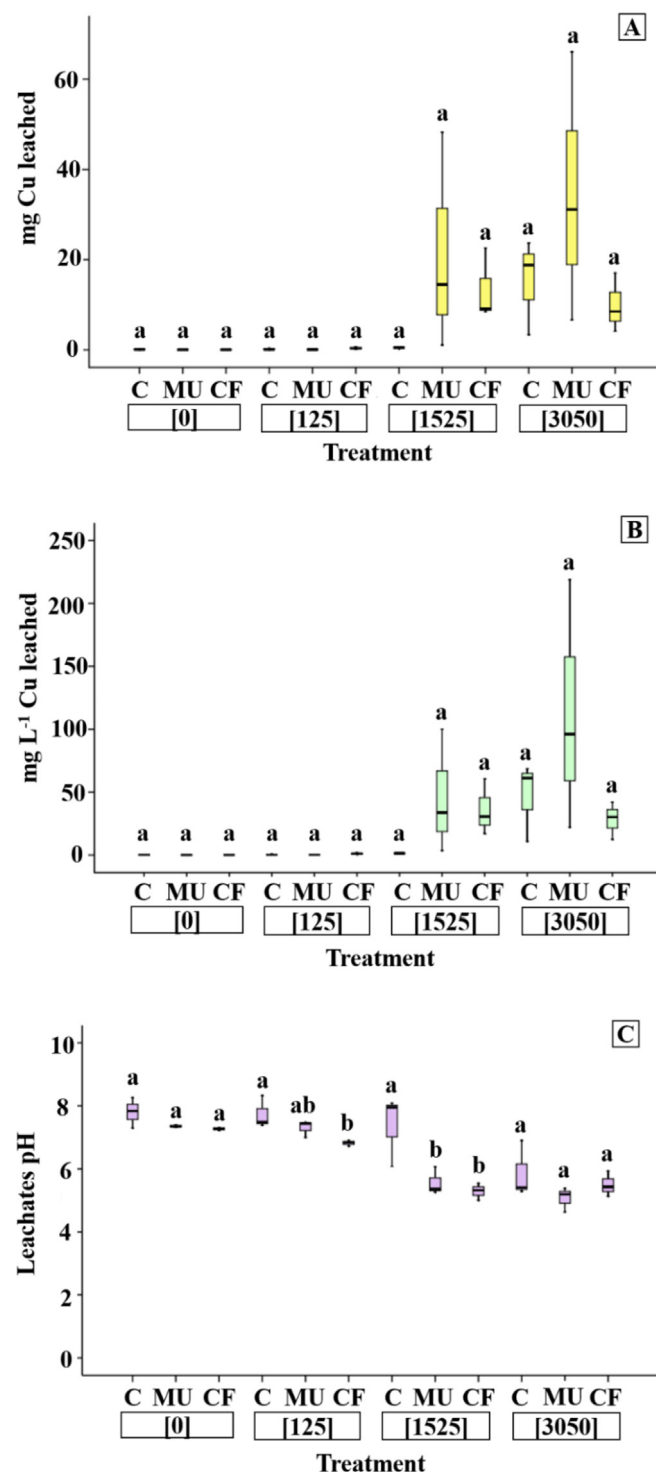 A
mg Cu leached
60
40
20
0
a a a a a a a a a a a a
C MU CF C MU CF C MU CF C MU CF
[0] [125] [1525] [3050]
Treatment
B
mg L-1 Cu leached
250
200
150
100
50
0
a a a a a a a a a a a a
C MU CF C MU CF C MU CF C MU CF
[0] [125] [1525] [3050]
Treatment
C
Leachates pH
10
8
6
4
2
0
a a a a ab b a b b a a a
C MU CF C MU CF C MU CF C MU CF
[0] [125] [1525] [3050]
Treatment